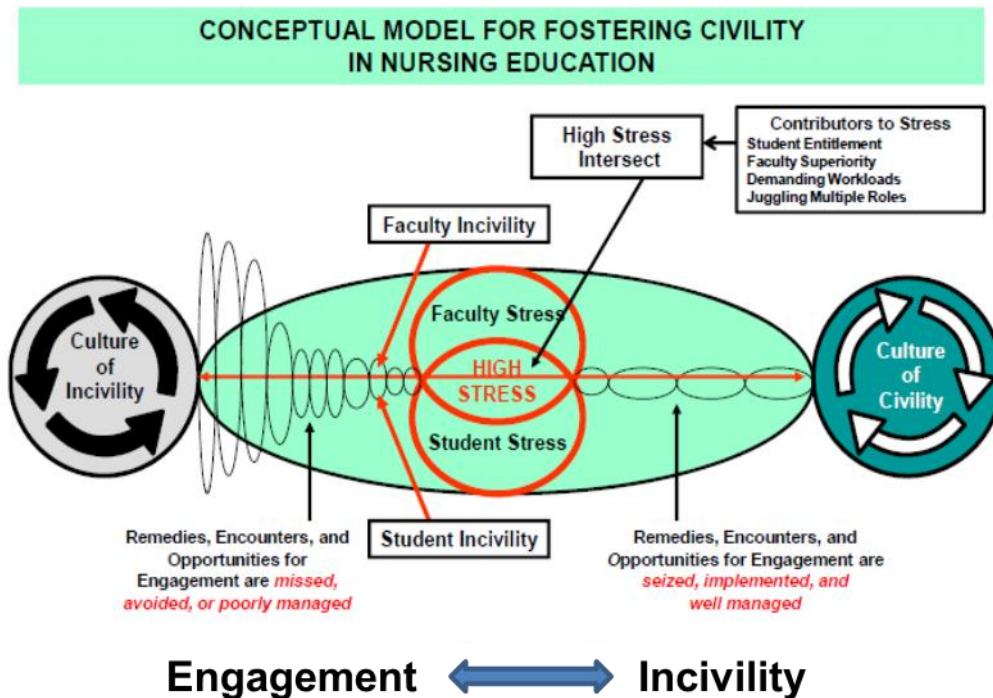 CONCEPTUAL MODEL FOR FOSTERING CIVILITY
IN NURSING EDUCATION
High Stress
Intersect
Contributors to Stress
Student Entitlement
Faculty Superiority
Demanding Workloads
Juggling Multiple Roles
Faculty Incivility
Culture
of
Incivility
Faculty Stress
HIGH
STRESS
Student Stress
Culture
of
Civility
Remedies, Encounters, and
Opportunities for
Engagement are missed,
avoided, or poorly managed
Student Incivility
Remedies, Encounters, and
Opportunities for Engagement are
seized, implemented, and
well managed
Engagement Incivility